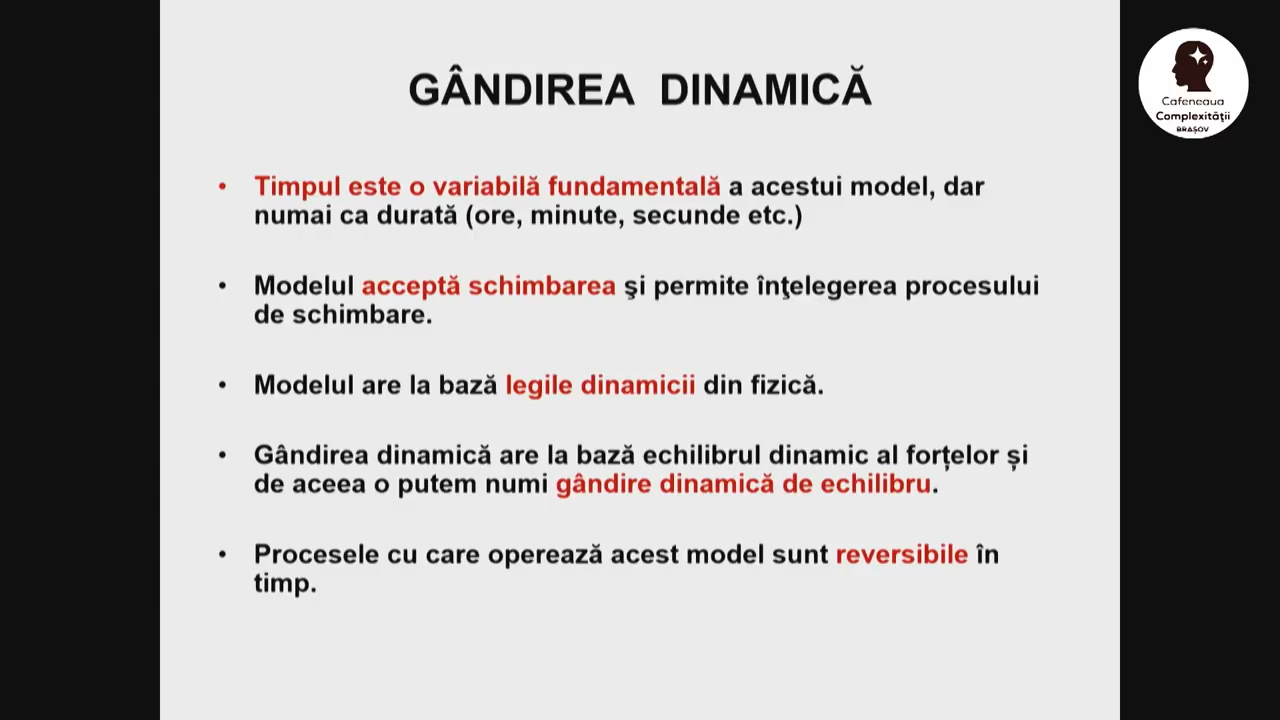 GÂNDIREA DINAMICĂ
Cafeneaua
Complexităţii
BRAȘOV
• Timpul este o variabilă fundamentală a acestui model, dar
numai ca durată (ore, minute, secunde etc.)
• Modelul acceptă schimbarea şi permite înţelegerea procesului
de schimbare.
• Modelul are la bază legile dinamicii din fizică.
• Gândirea dinamică are la bază echilibrul dinamic al forțelor și
de aceea o putem numi gândire dinamică de echilibru.
• Procesele cu care operează acest model sunt reversibile în
timp.